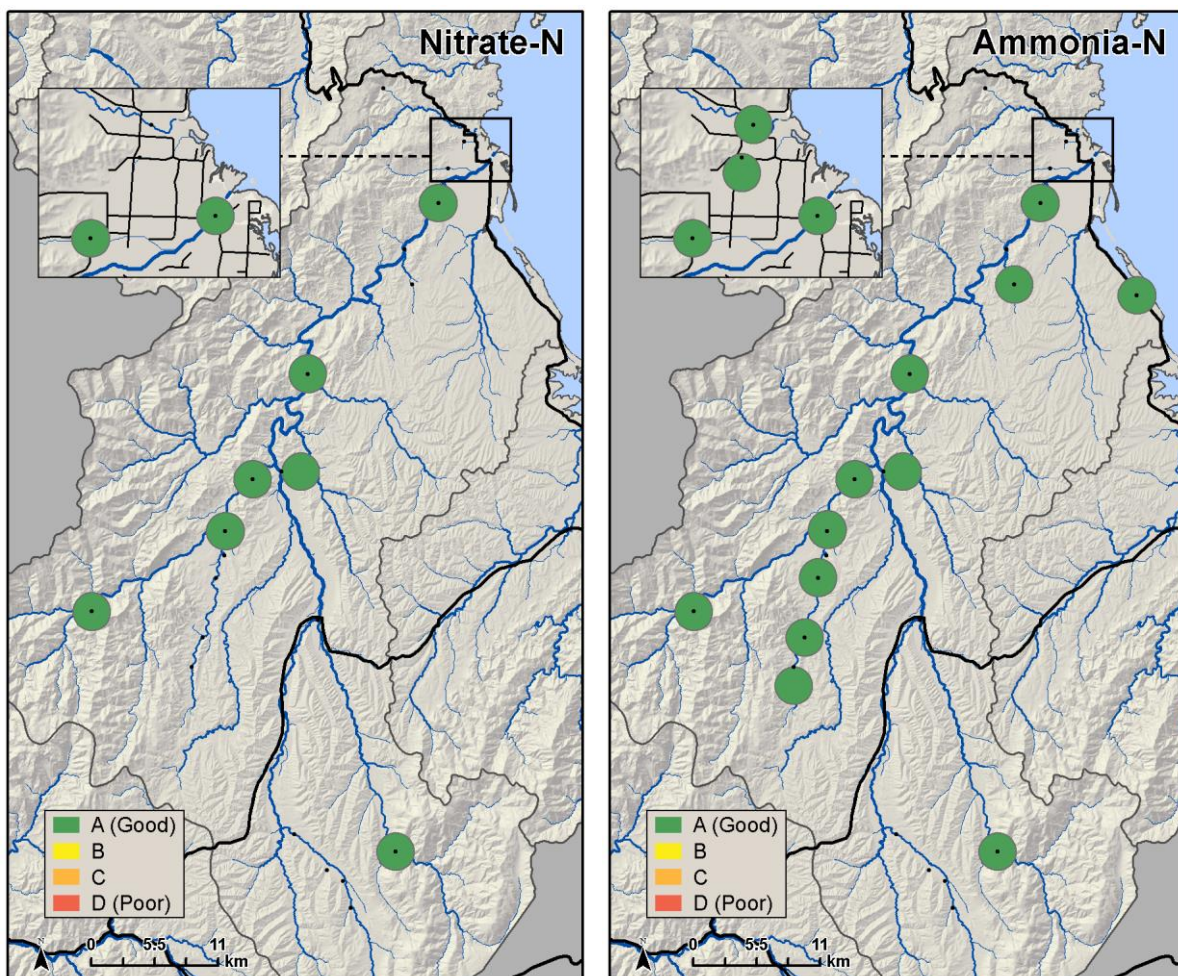 Nitrate-N
A (Good)
B
C
D (Poor)
0 5.5 11
km
Ammonia-N
A (Good)
B
C
D (Poor)
0 5.5 11
km